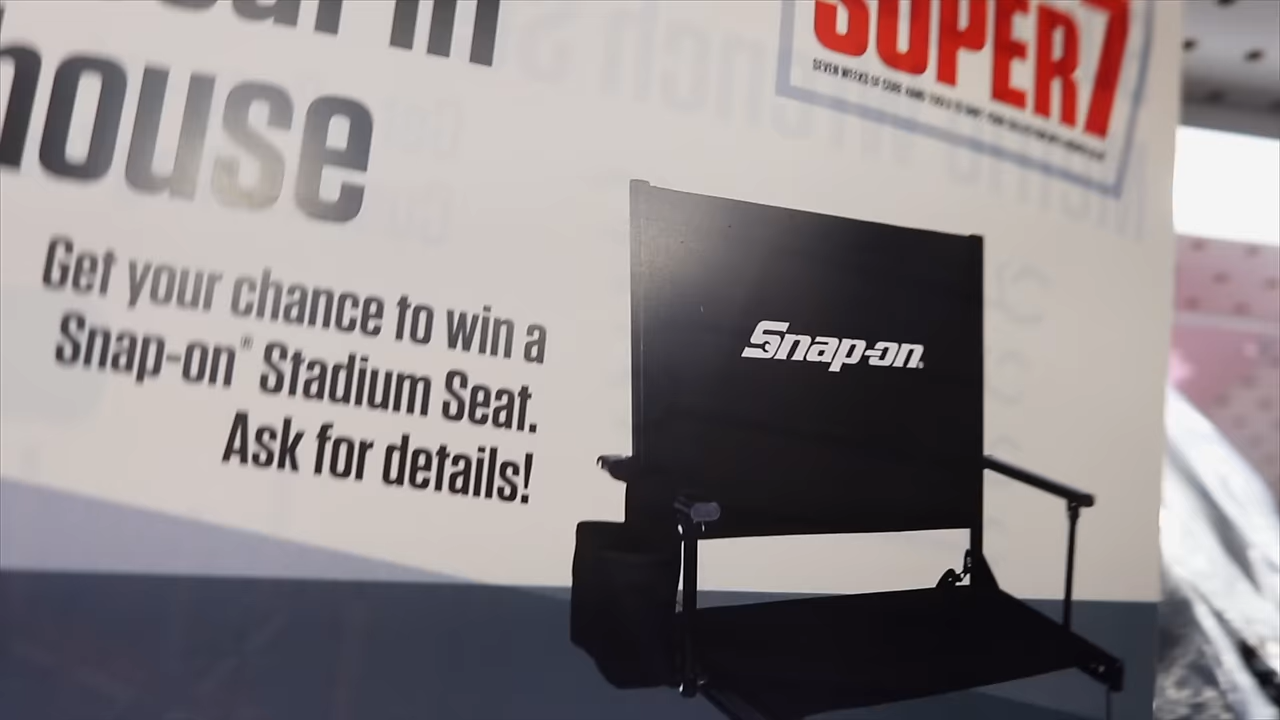 house
SUPER7
Get your chance to win a
Snap-on® Stadium Seat.
Ask for details!
Snap-on.